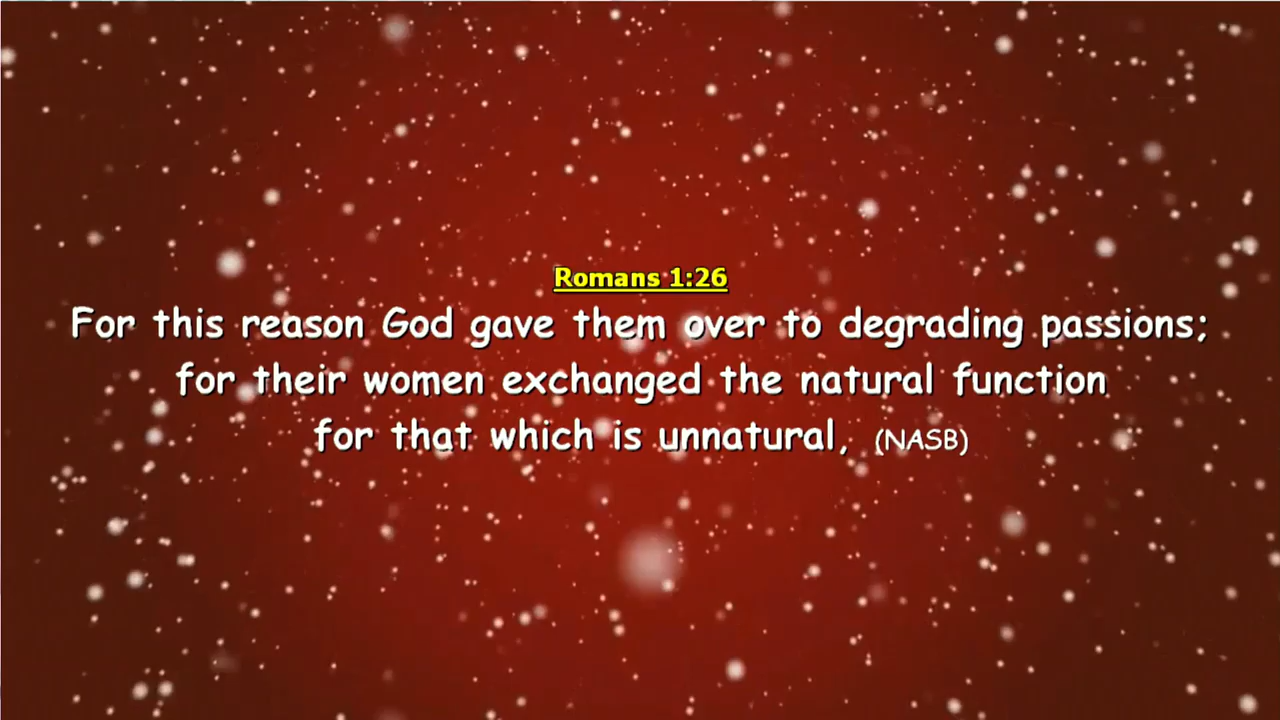 Romans 1:26
For this reason God gave them over to degrading passions;
for their women exchanged the natural function
for that which is unnatural, (NASB)